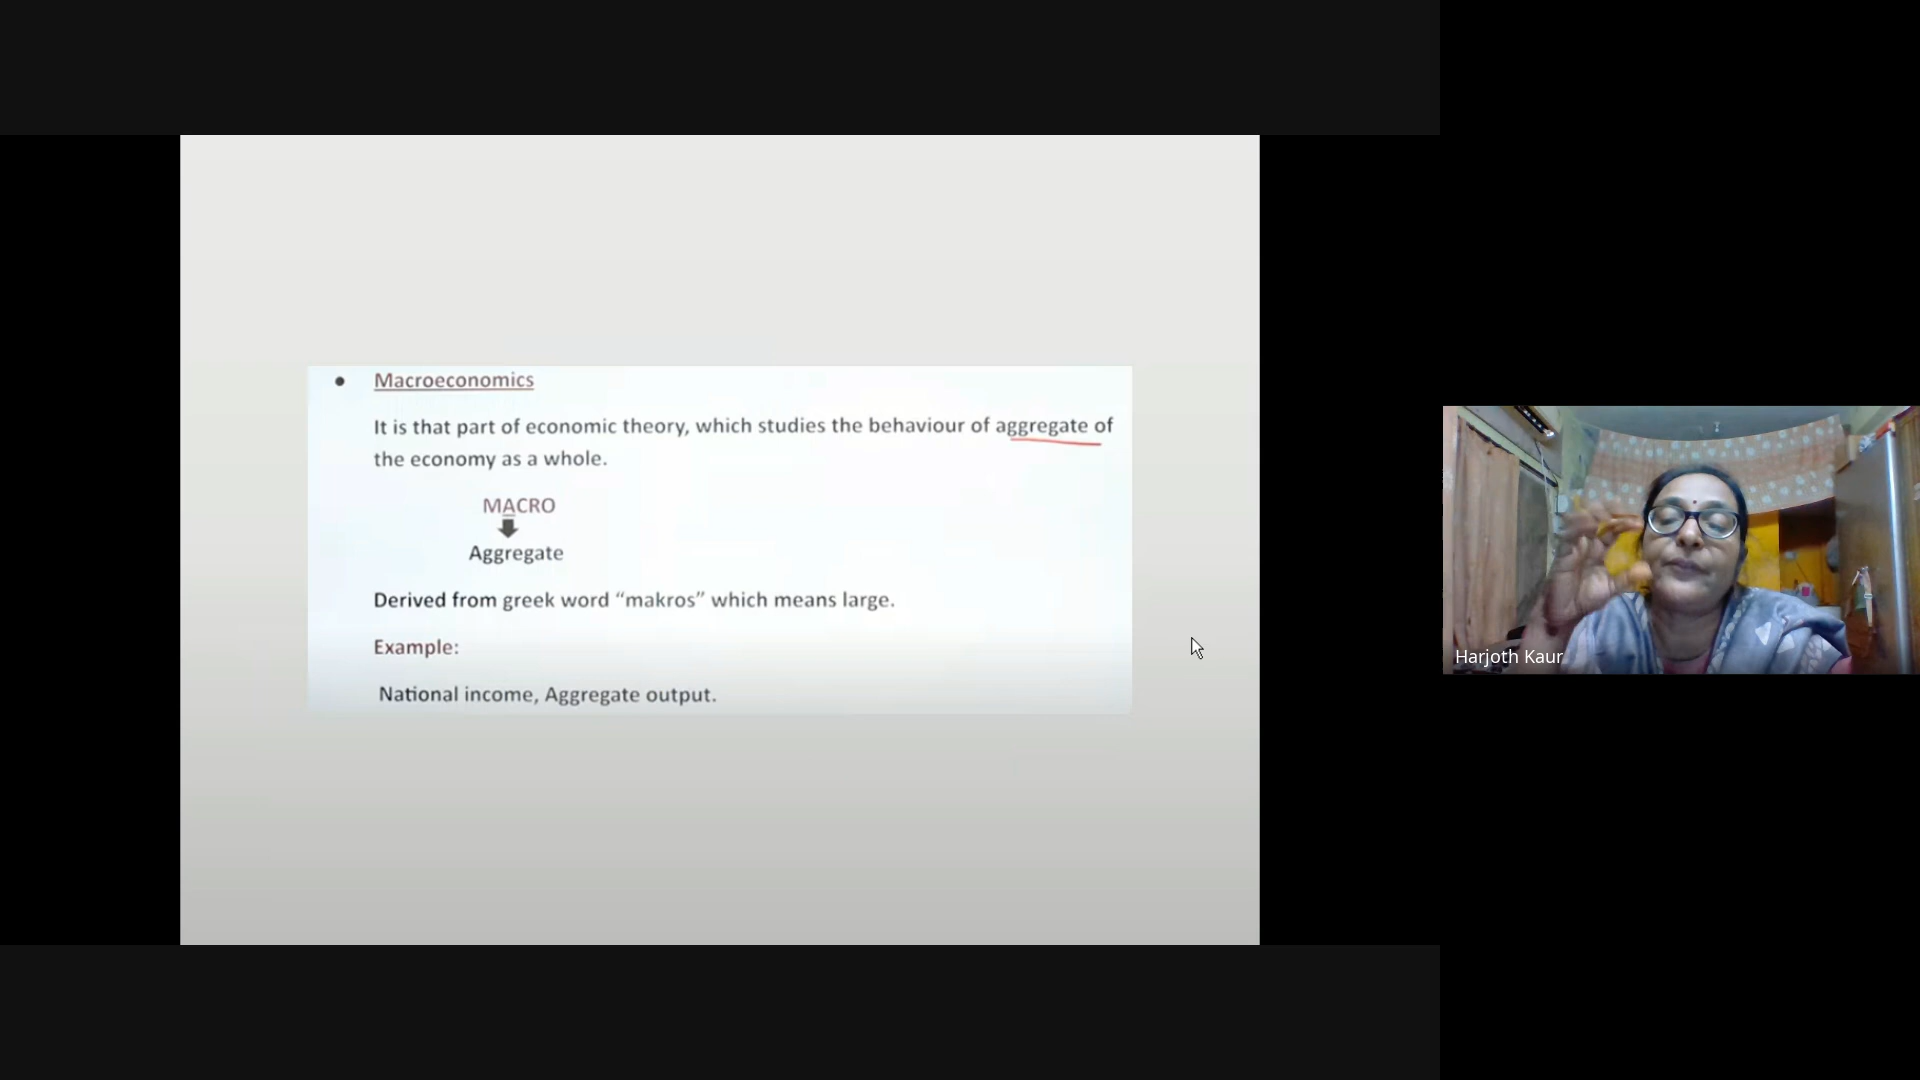 Macroeconomics
It is that part of economic theory, which studies the behaviour of aggregate of
the economy as a whole.
MACRO
Aggregate
Derived from greek word “makros” which means large.
Example:
National income, Aggregate output.
Harjoth Kaur